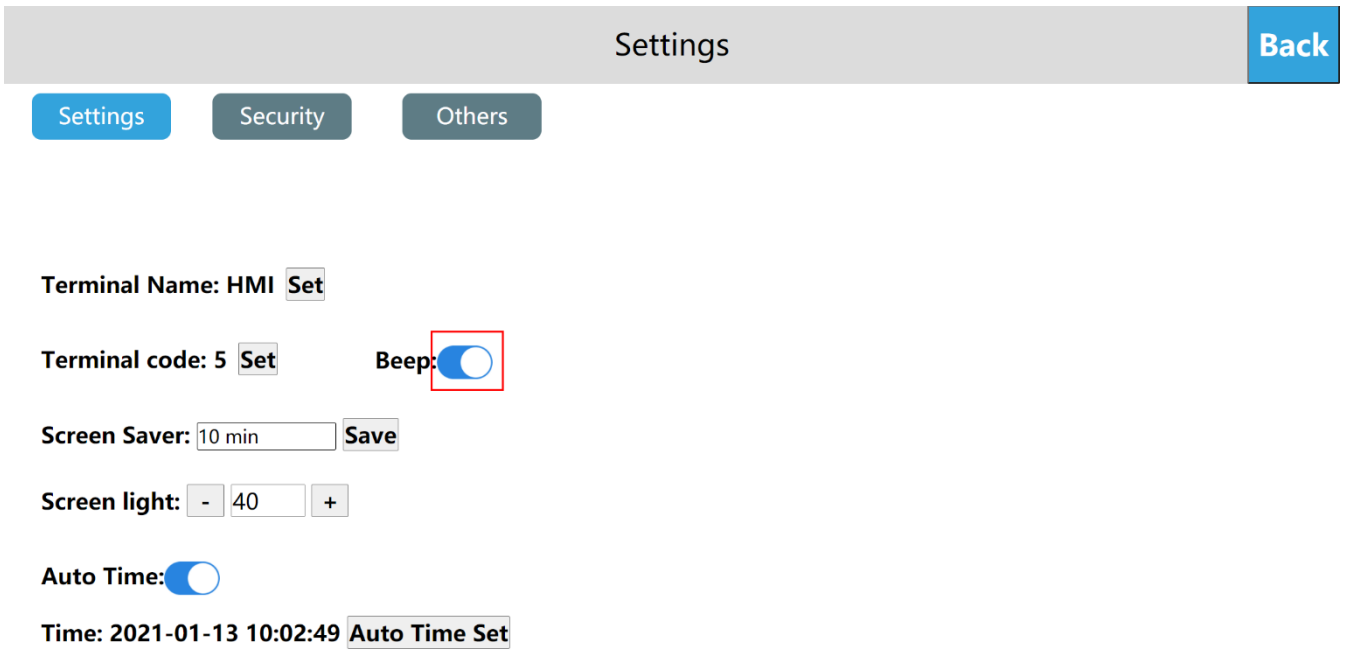 Settings
Back
Settings Security Others
Terminal Name: HMI Set
Terminal code: 5 Set Beep:
Screen Saver: 10 min Save
Screen light: - 40 +
Auto Time:
Time: 2021-01-13 10:02:49 Auto Time Set